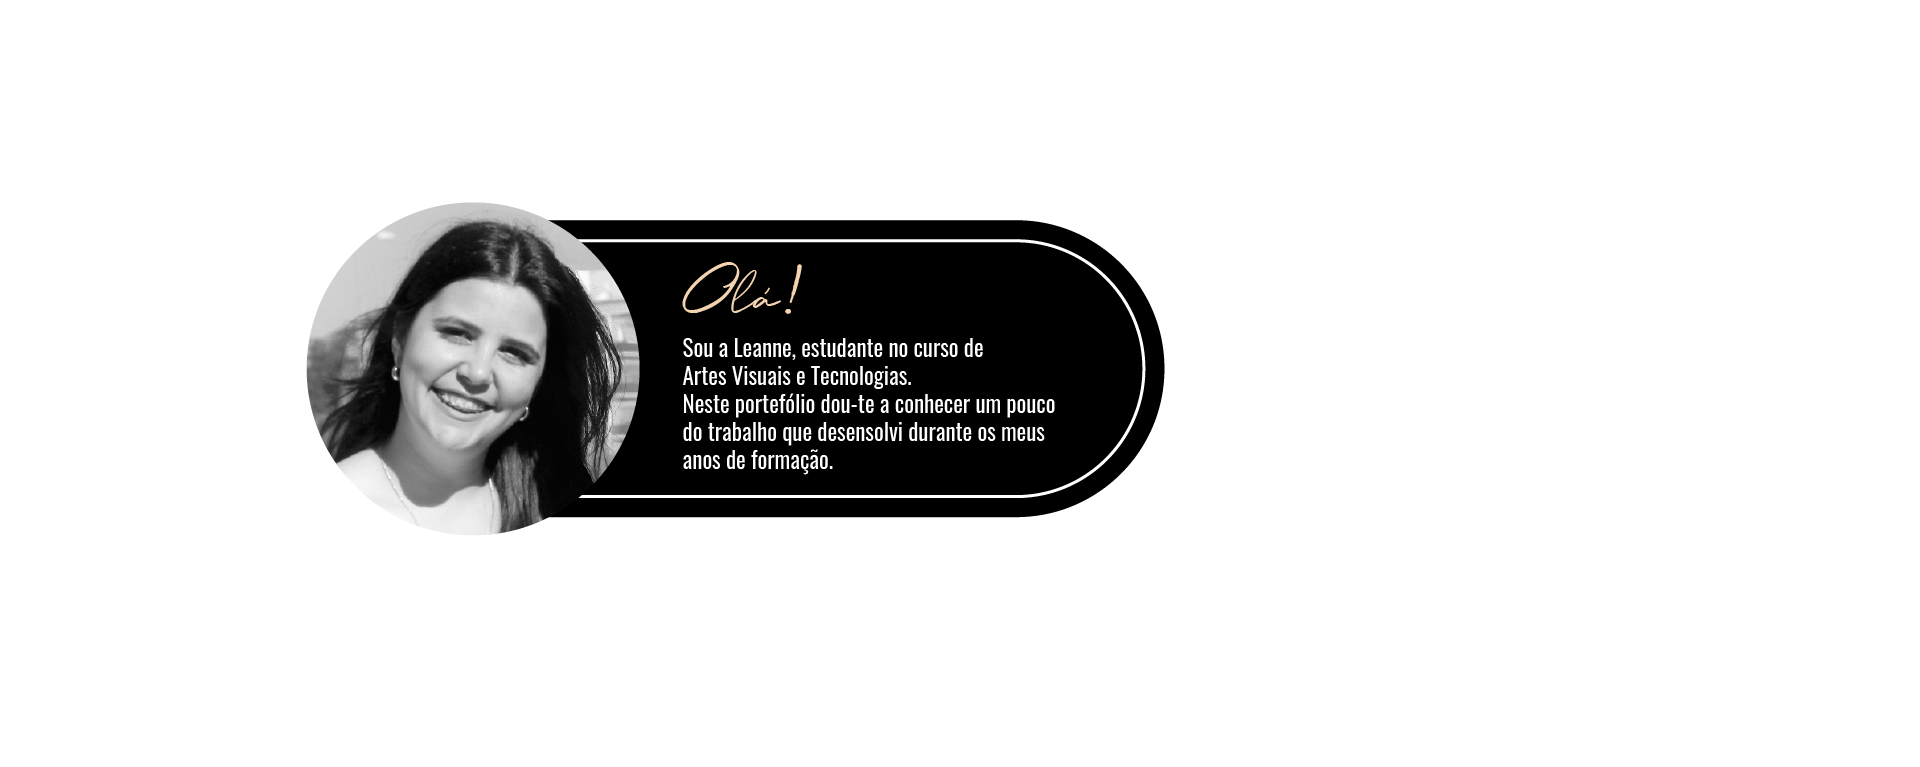 Olá!
Sou a Leanne, estudante no curso de
Artes Visuais e Tecnologias.
Neste portefólio dou-te a conhecer um pouco
do trabalho que desensolvi durante os meus
anos de formação.